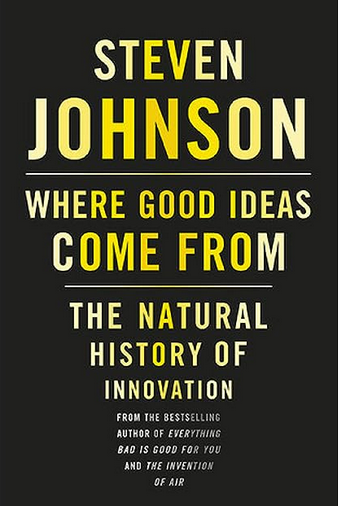 STEVEN
JOHNSON
WHERE GOOD IDEAS
COME FROM
THE NATURAL
HISTORY OF
INNOVATION
FROM THE BESTSELLING
AUTHOR OF EVERYTHING
BAD IS GOOD FOR YOU
AND THE INVENTION
OF AIR